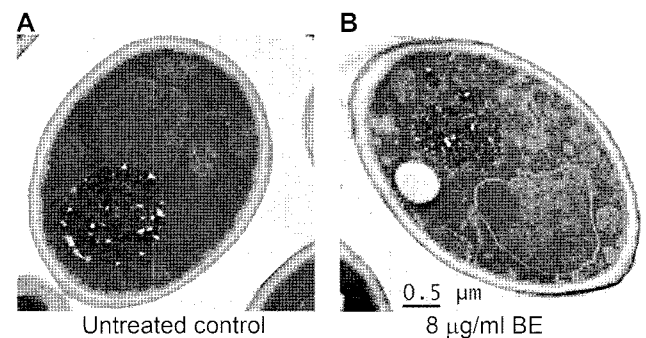 A
B
0.5 μm
Untreated control
8 μg/ml BE